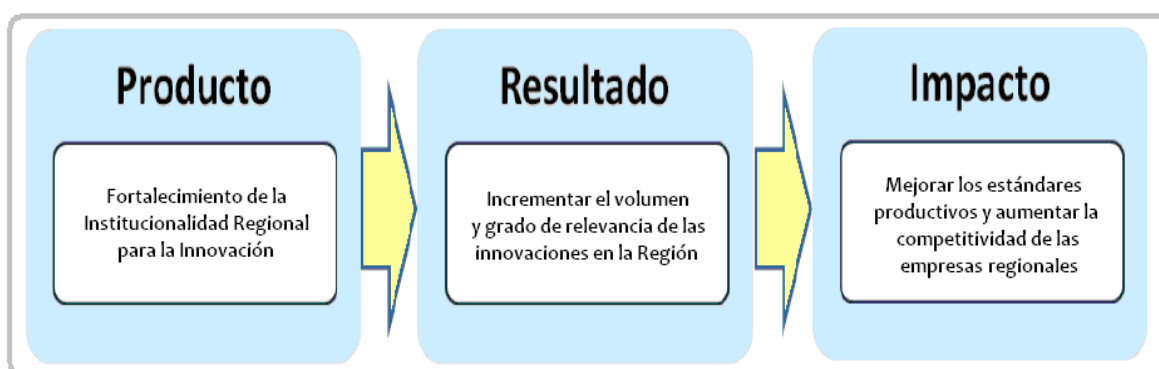 Producto
Fortalecimiento de la
Institucionalidad Regional
para la Innovación
Resultado
Incrementar el volumen
y grado de relevancia de las
innovaciones en la Región
Impacto
Mejorar los estándares
productivos y aumentar la
competitividad de las
empresas regionales